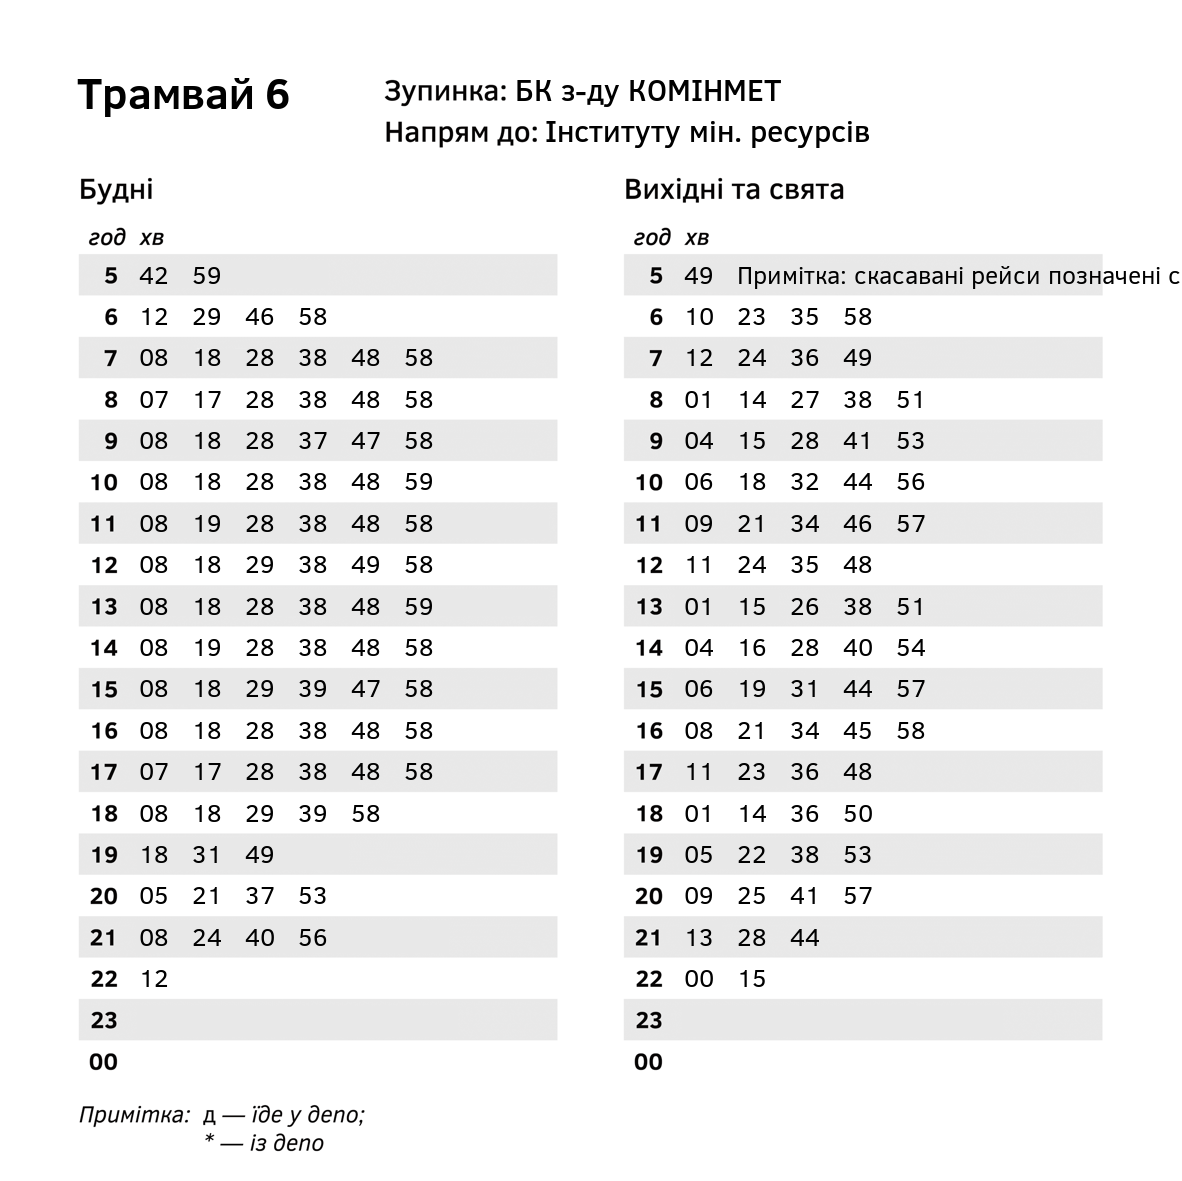 Трамвай 6
Зупинка: БК з-ду КОМІНМЕТ
Напрям до: Інституту мін. ресурсів
Будні
год хв
5 42 59
6 12 29 46 58
7 08 18 28 38 48 58
8 07 17 28 38 48 58
9 08 18 28 37 47 58
10 08 18 28 38 48 59
11 08 19 28 38 48 58
12 08 18 29 38 49 58
13 08 18 28 38 48 59
14 08 19 28 38 48 58
15 08 18 29 39 47 58
16 08 18 28 38 48 58
17 07 17 28 38 48 58
18 08 18 29 39 58
19 18 31 49
20 05 21 37 53
21 08 24 40 56
22 12
23
00
Вихідні та свята
год хв
5 49 Примітка: скасавані рейси позначені с
6 10 23 35 58
7 12 24 36 49
8 01 14 27 38 51
9 04 15 28 41 53
10 06 18 32 44 56
11 09 21 34 46 57
12 11 24 35 48
13 01 15 26 38 51
14 04 16 28 40 54
15 06 19 31 44 57
16 08 21 34 45 58
17 11 23 36 48
18 01 14 36 50
19 05 22 38 53
20 09 25 41 57
21 13 28 44
22 00 15
23
00
Примітка: д — їде у депо;
* — із депо